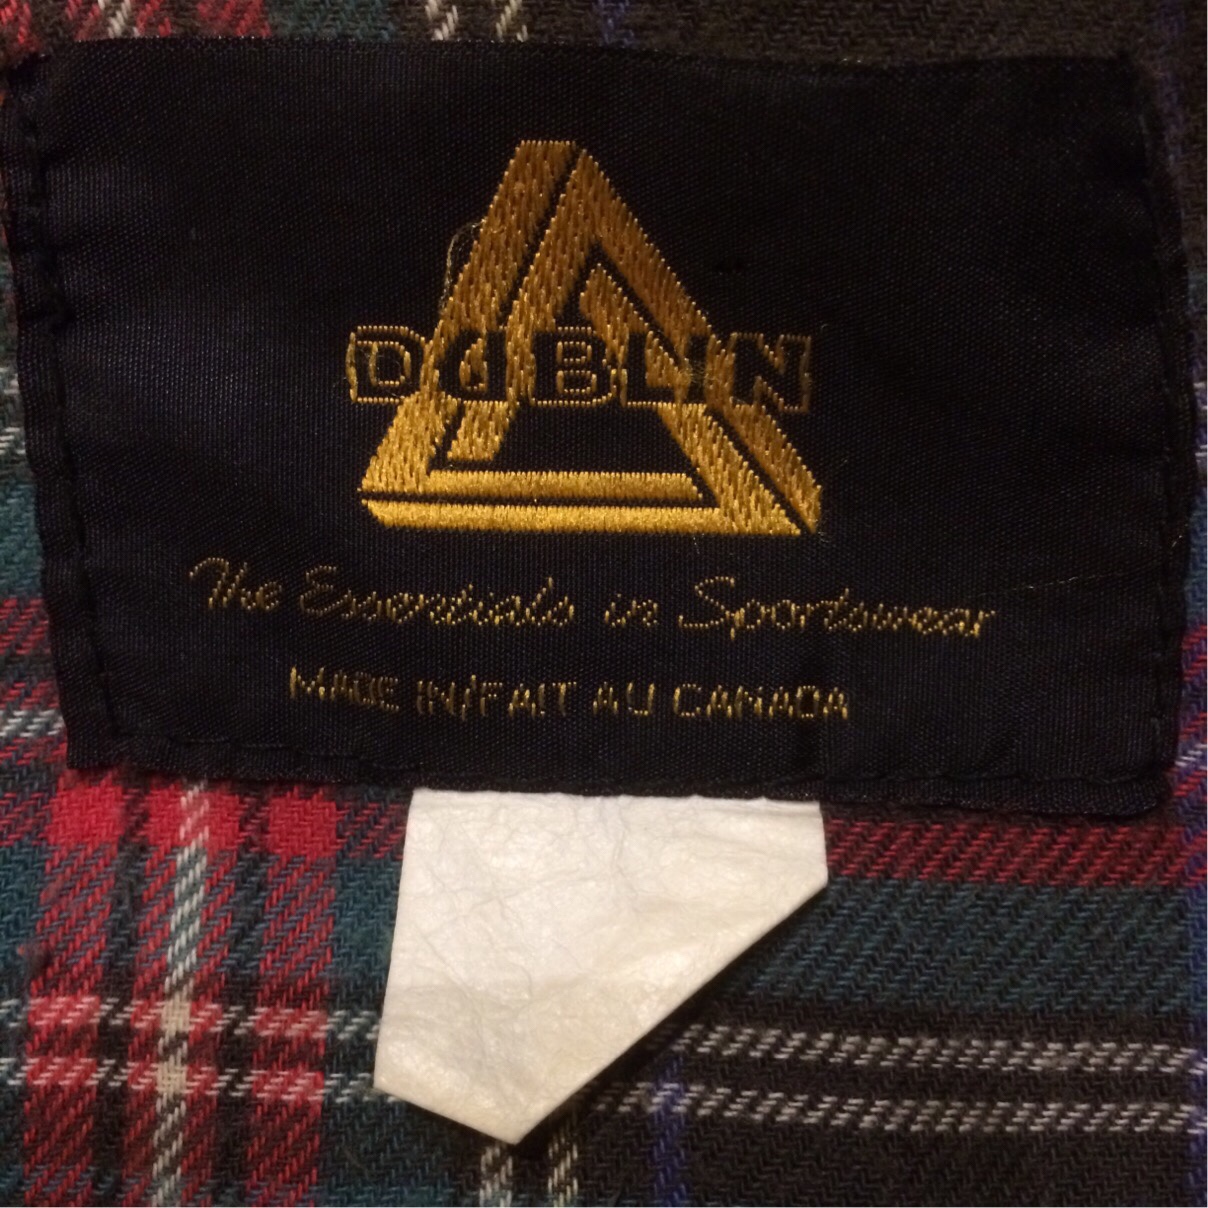 DUBLIN
The Essentials in Sportswear
MADE IN/FAIT AU CANADA